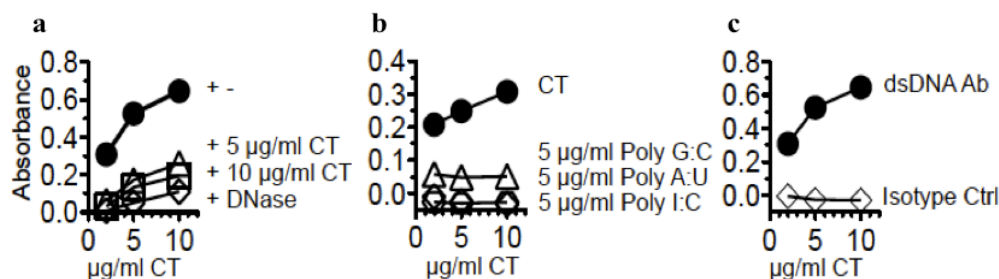 a
Absorbance
0.8
0.6
0.4
0.2
0.0
0 5 10
µg/ml CT
+ -
+ 5 µg/ml CT
+ 10 µg/ml CT
+ DNase
b
0.4
0.3
0.2
0.1
0.0
0 5 10
µg/ml CT
CT
5 µg/ml Poly G:C
5 µg/ml Poly A:U
5 µg/ml Poly I:C
c
0.8
0.6
0.4
0.2
0.0
0 5 10
µg/ml CT
dsDNA Ab
Isotype Ctrl